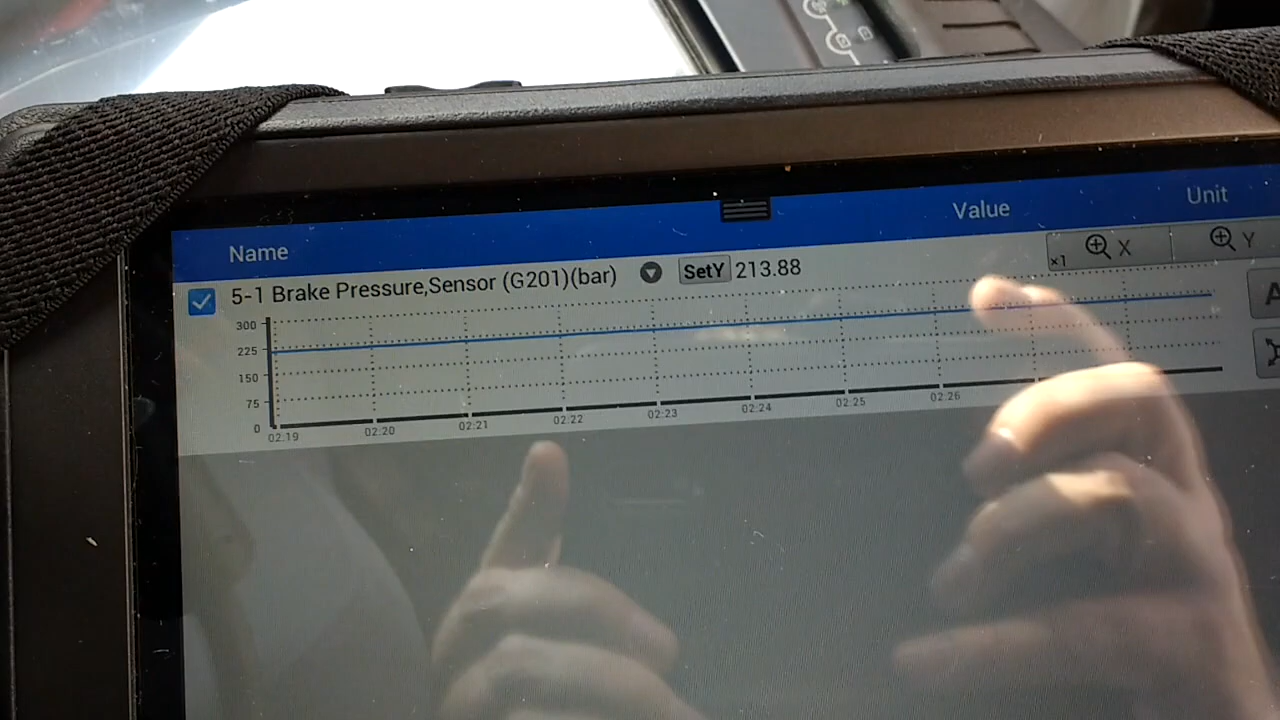 Name Value Unit
5-1 Brake Pressure,Sensor (G201)(bar) SetY 213.88 ×1 X Y
300
225
150
75
0
02:19 02:20 02:21 02:22 02:23 02:24 02:25 02:26
A